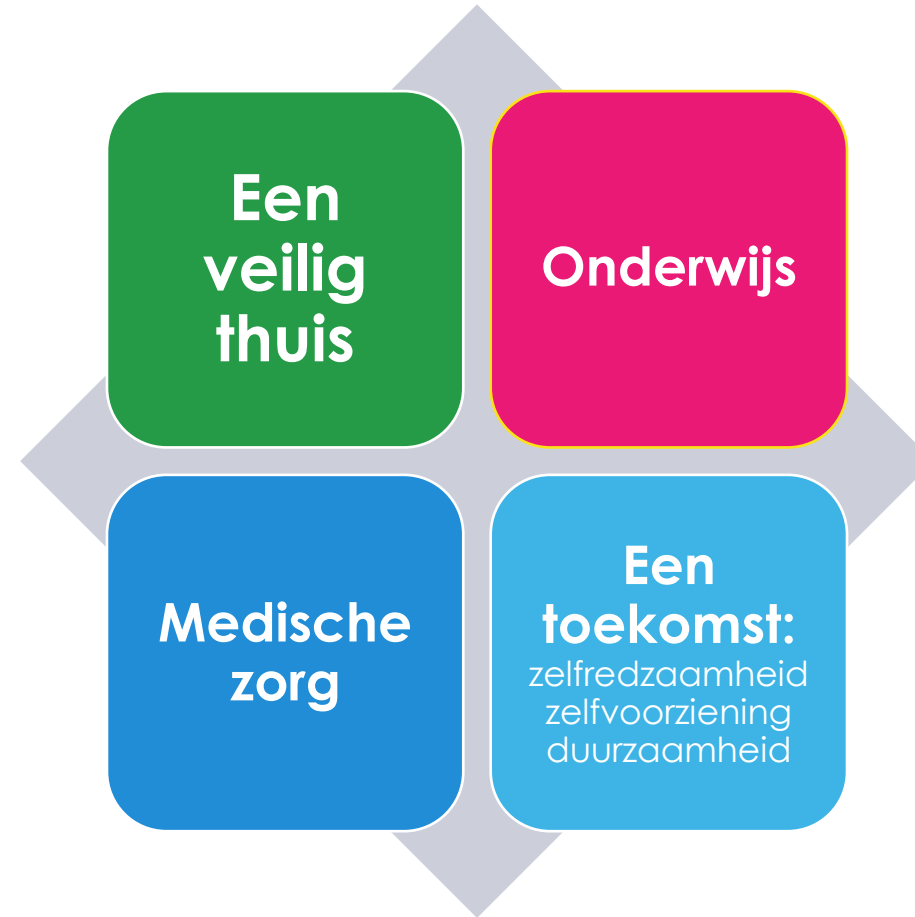 Een
veilig
thuis
Onderwijs
Medische
zorg
Een
toekomst:
zelfredzaamheid
zelfvoorziening
duurzaamheid